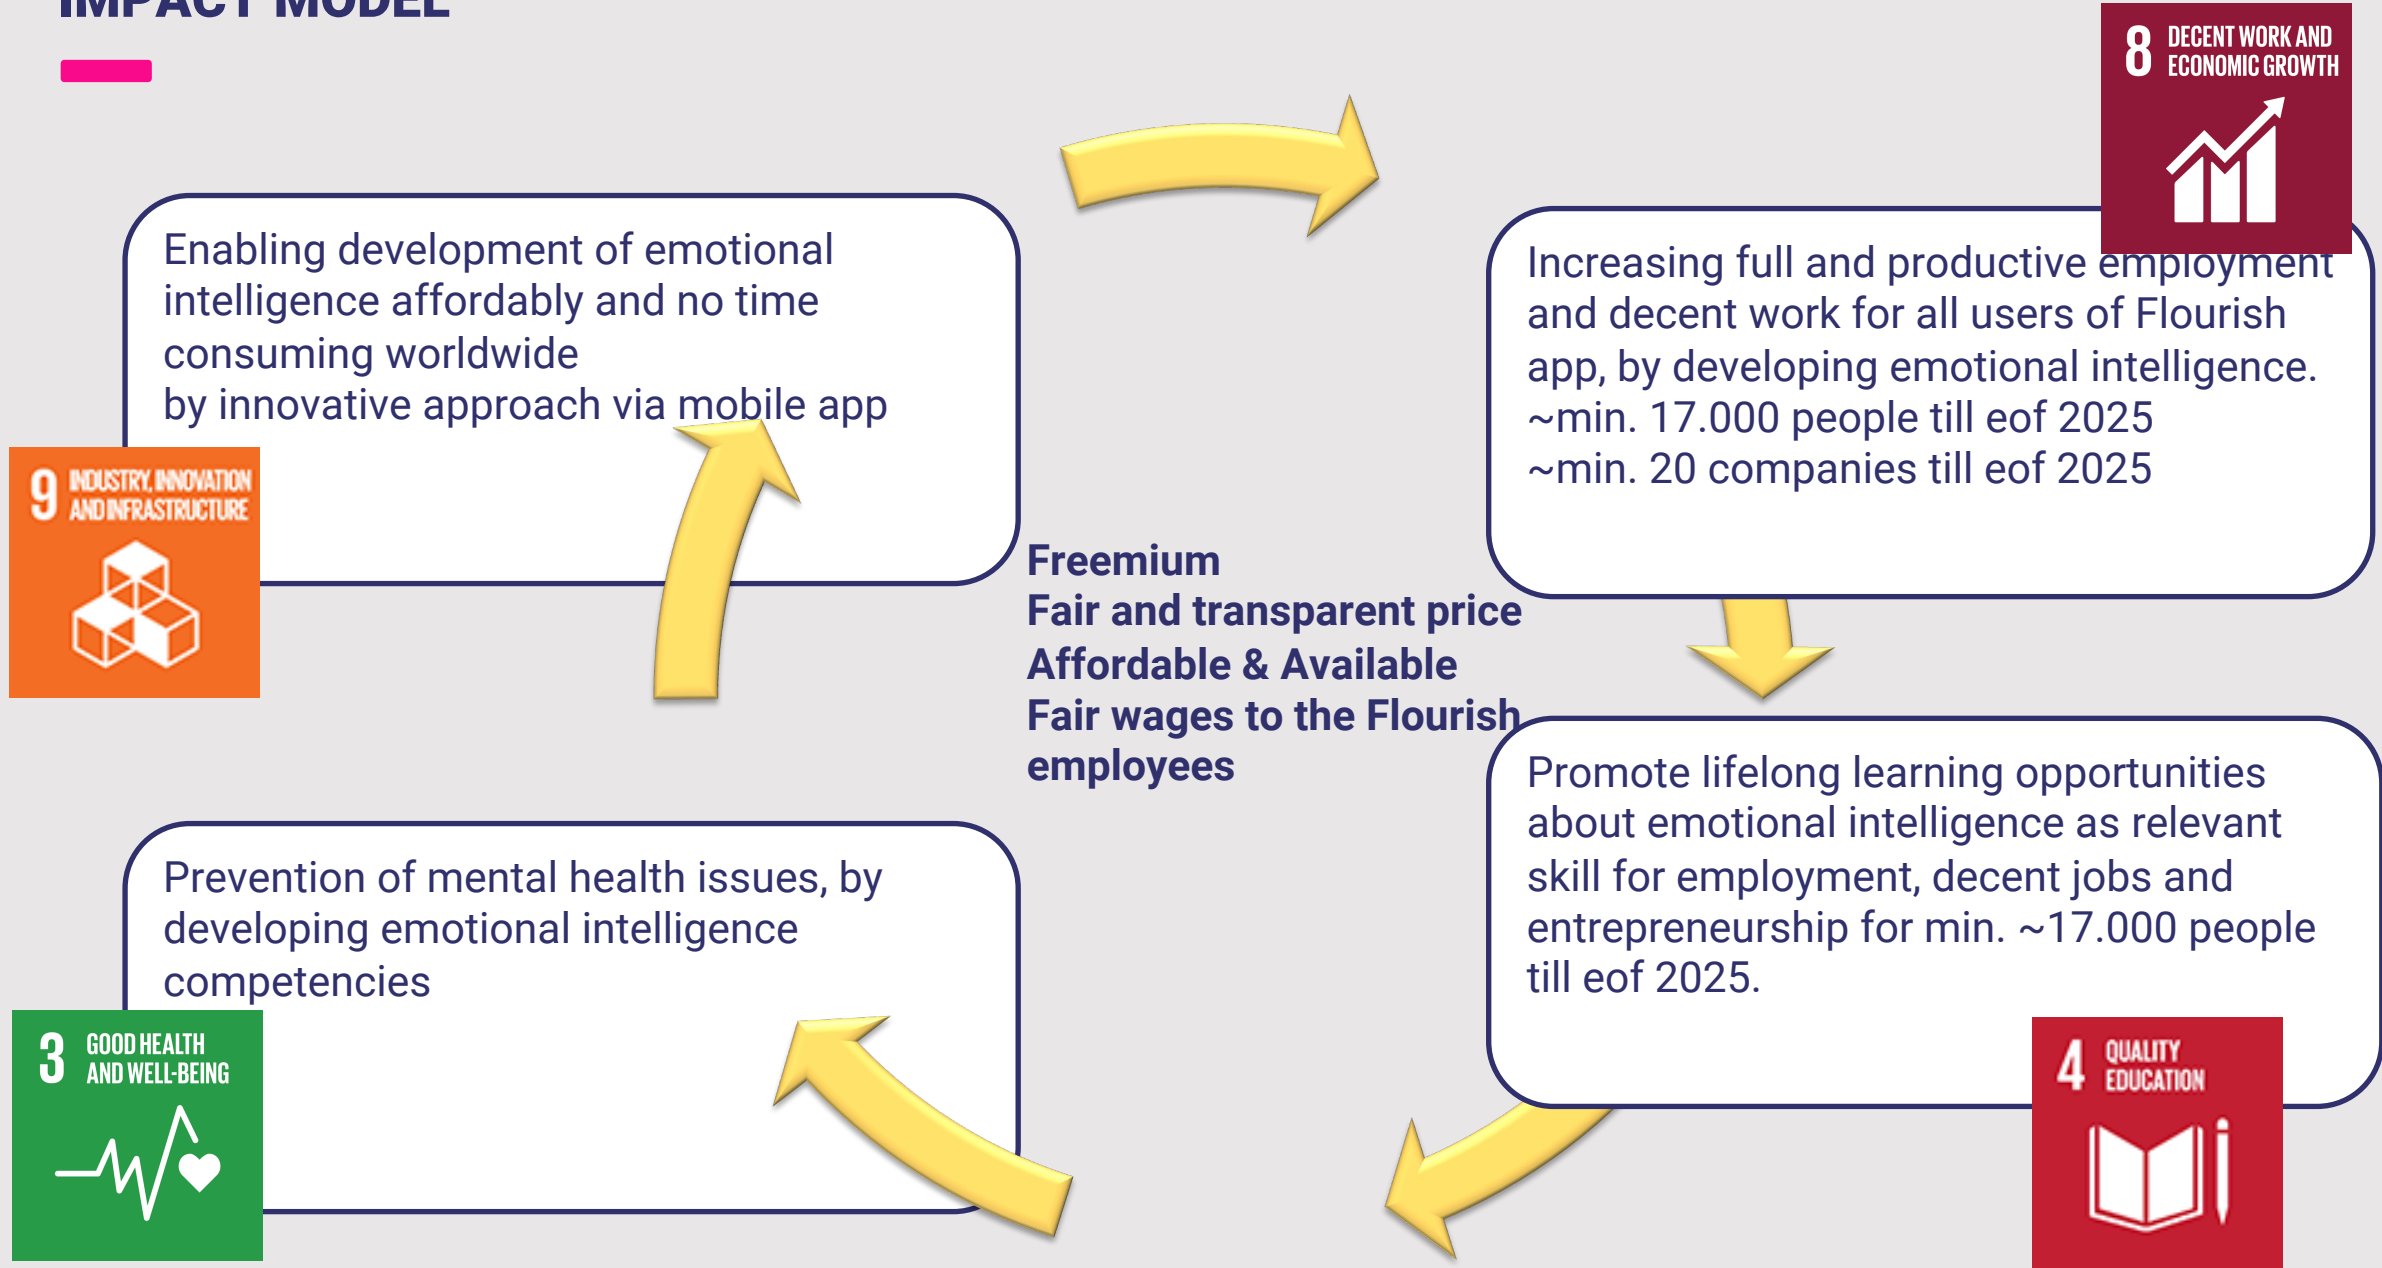 IMPACT MODEL
8 DECENT WORK AND
ECONOMIC GROWTH
Enabling development of emotional
intelligence affordably and no time
consuming worldwide
by innovative approach via mobile app
9 INDUSTRY, INNOVATION
AND INFRASTRUCTURE
Increasing full and productive employment
and decent work for all users of Flourish
app, by developing emotional intelligence.
~min. 17.000 people till eof 2025
~min. 20 companies till eof 2025
Freemium
Fair and transparent price
Affordable & Available
Fair wages to the Flourish
employees
Prevention of mental health issues, by
developing emotional intelligence
competencies
3 GOOD HEALTH
AND WELL-BEING
Promote lifelong learning opportunities
about emotional intelligence as relevant
skill for employment, decent jobs and
entrepreneurship for min. ~17.000 people
till eof 2025.
4 QUALITY
EDUCATION